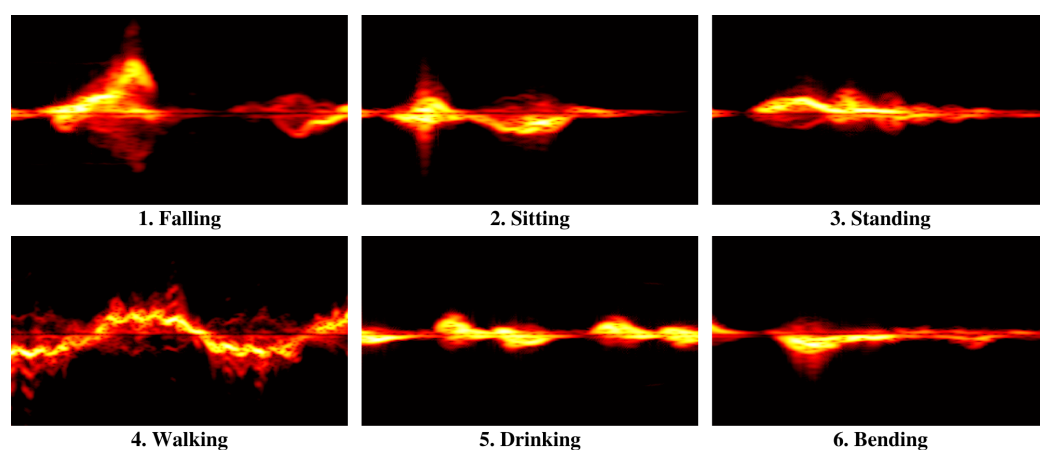 1. Falling
2. Sitting
3. Standing
4. Walking
5. Drinking
6. Bending